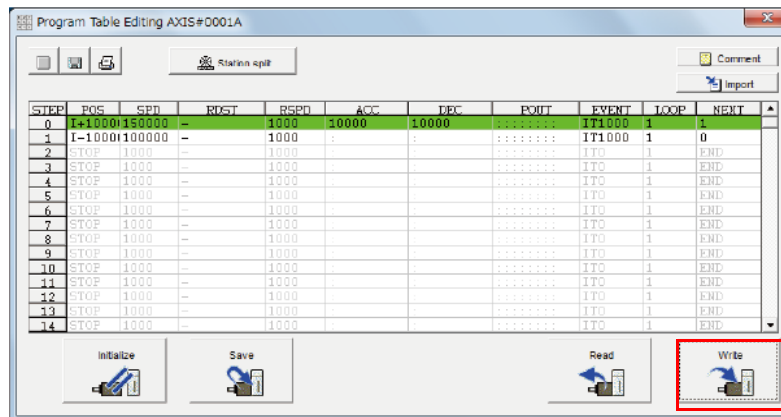 Program Table Editing AXIS#0001A
Station split
Comment
Import
STEP POS SPD RDST RSPD ACC DEC POUT EVENT LOOP NEXT
0 I+1000 150000 - 1000 10000 10000 :::::::: IT1000 1 1
1 I-1000 100000 - 1000 : : :::::::: IT1000 1 0
2 STOP 1000 - 1000 : : :::::::: IT0 1 END
3 STOP 1000 - 1000 : : :::::::: IT0 1 END
4 STOP 1000 - 1000 : : :::::::: IT0 1 END
5 STOP 1000 - 1000 : : :::::::: IT0 1 END
6 STOP 1000 - 1000 : : :::::::: IT0 1 END
7 STOP 1000 - 1000 : : :::::::: IT0 1 END
8 STOP 1000 - 1000 : : :::::::: IT0 1 END
9 STOP 1000 - 1000 : : :::::::: IT0 1 END
10 STOP 1000 - 1000 : : :::::::: IT0 1 END
11 STOP 1000 - 1000 : : :::::::: IT0 1 END
12 STOP 1000 - 1000 : : :::::::: IT0 1 END
13 STOP 1000 - 1000 : : :::::::: IT0 1 END
14 STOP 1000 - 1000 : : :::::::: IT0 1 END
Initialize Save Read Write